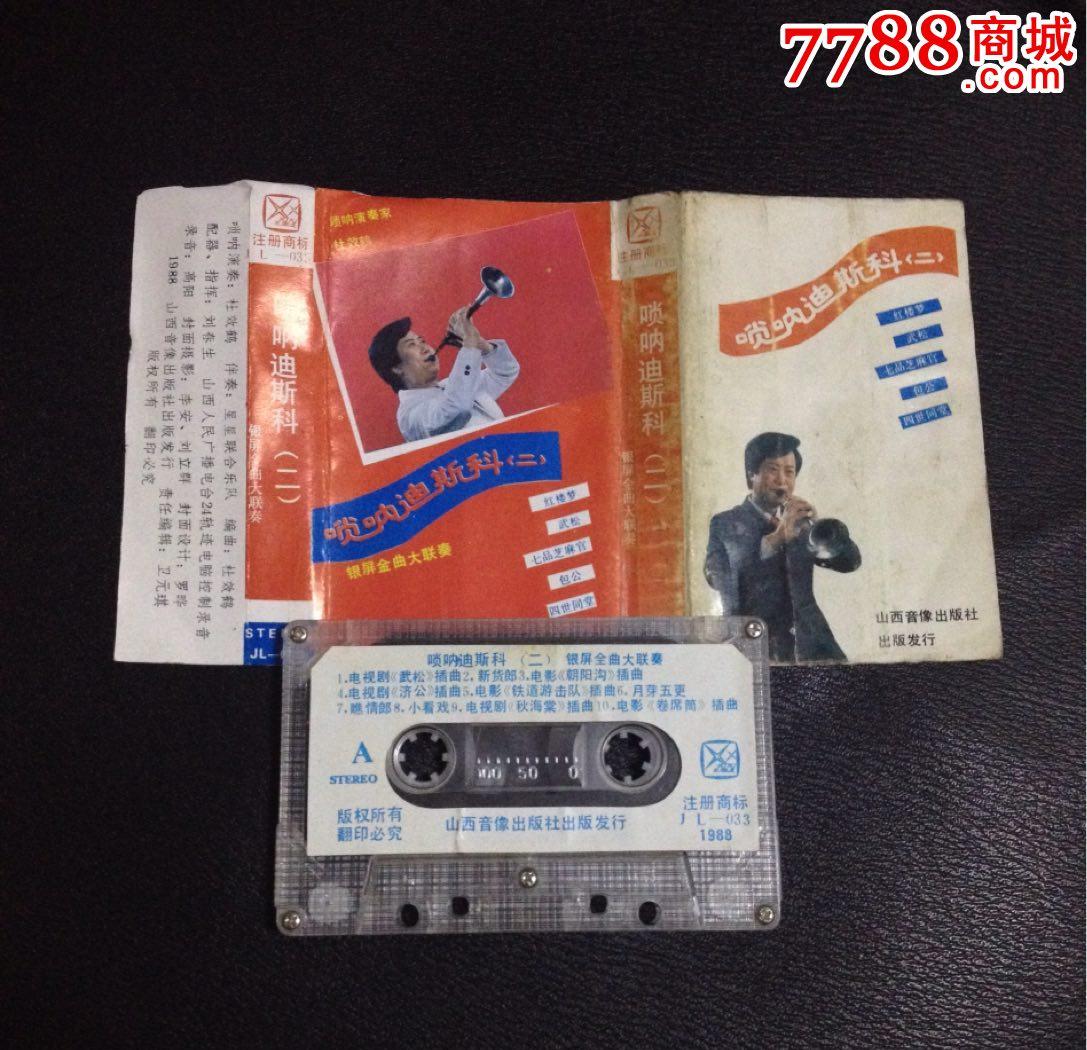 7788商城
.com
唢呐演奏：杜效鹤 伴奏：星星联合乐队 编曲：杜效鹤
配器、指挥：刘春生 山西人民广播电台24轨迹电脑控制录音
录音：高阳 封面摄影：李安、刘立群 封面设计：罗晔
1988 山西音像出版社出版发行 责任编辑：卫元琪
版权所有 翻印必究
注册商标
L—033
呐迪斯科（二）
银屏金曲大联奏
STE
JL—
唢呐演奏家
杜效鹤
唢呐迪斯科〈二〉
银屏金曲大联奏
红楼梦
武松
七品芝麻官
包公
四世同堂
注册商
L—033
唢呐迪斯科（二）
银屏金曲大联奏
唢呐迪斯科〈二〉
红楼梦
武松
七品芝麻官
包公
四世同堂
山西音像出版社
出版发行
唢呐迪斯科（二）银屏金曲大联奏
1.电视剧《武松》插曲2.新货郎3.电影《朝阳沟》插曲
4.电视剧《济公》插曲5.电影《铁道游击队》插曲6.月芽五更
7.瞧情郎8.小看戏9.电视剧《秋海棠》插曲10.电影《卷席筒》插曲
A
STEREO
100 50 0
版权所有
翻印必究
山西音像出版社出版发行
注册商标
JL—033
1988